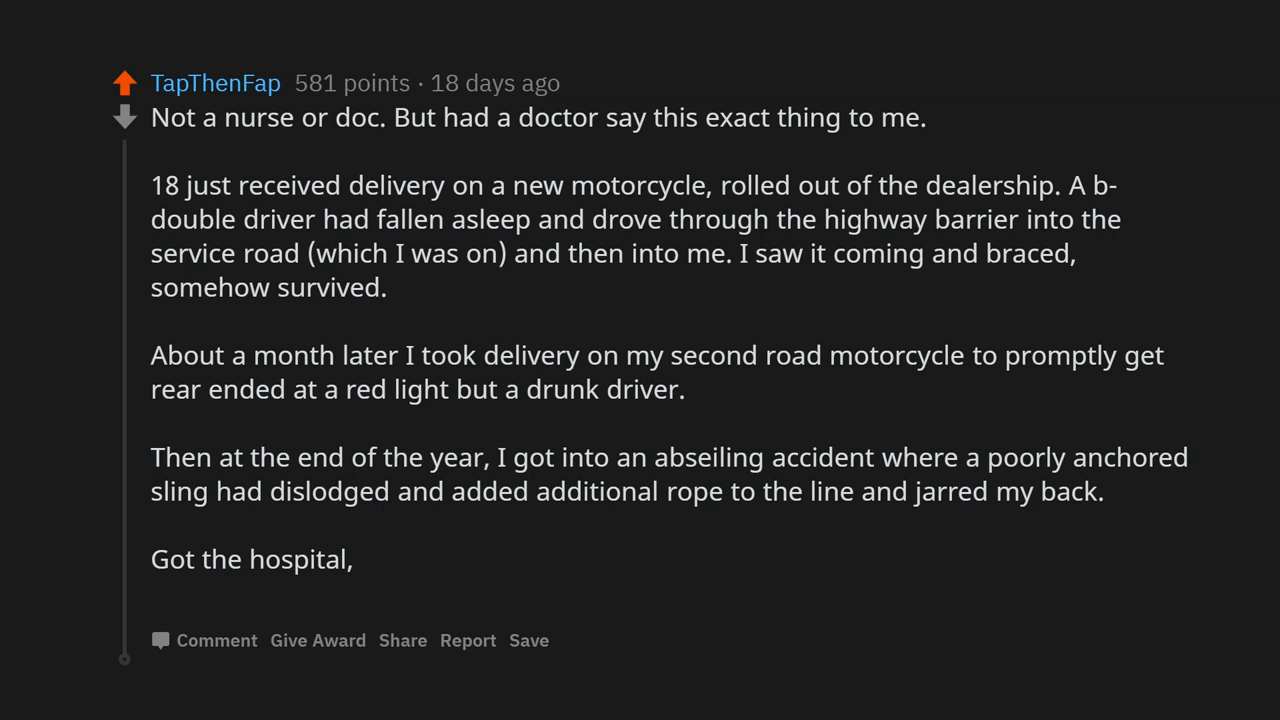 TapThenFap 581 points · 18 days ago
Not a nurse or doc. But had a doctor say this exact thing to me.
18 just received delivery on a new motorcycle, rolled out of the dealership. A b-
double driver had fallen asleep and drove through the highway barrier into the
service road (which I was on) and then into me. I saw it coming and braced,
somehow survived.
About a month later I took delivery on my second road motorcycle to promptly get
rear ended at a red light but a drunk driver.
Then at the end of the year, I got into an abseiling accident where a poorly anchored
sling had dislodged and added additional rope to the line and jarred my back.
Got the hospital,
Comment Give Award Share Report Save